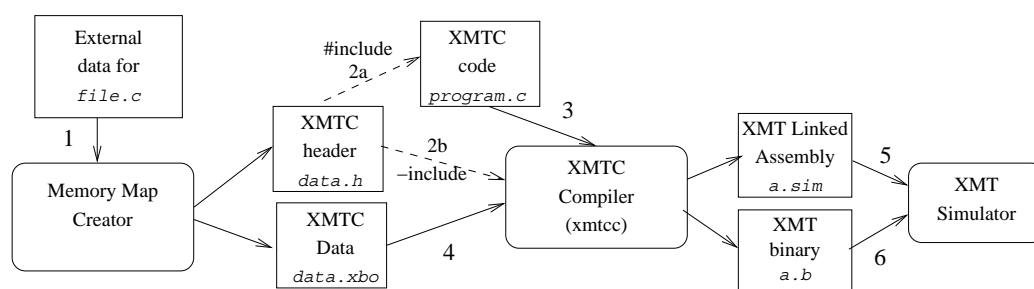 External
data for
file.c
1
Memory Map
Creator
XMTC
header
data.h
XMTC
Data
data.xbo
#include
2a
XMTC
code
program.c
2b
−include
3
4
XMTC
Compiler
(xmtcc)
XMT Linked
Assembly
a.sim
XMT
binary
a.b
5
6
XMT
Simulator